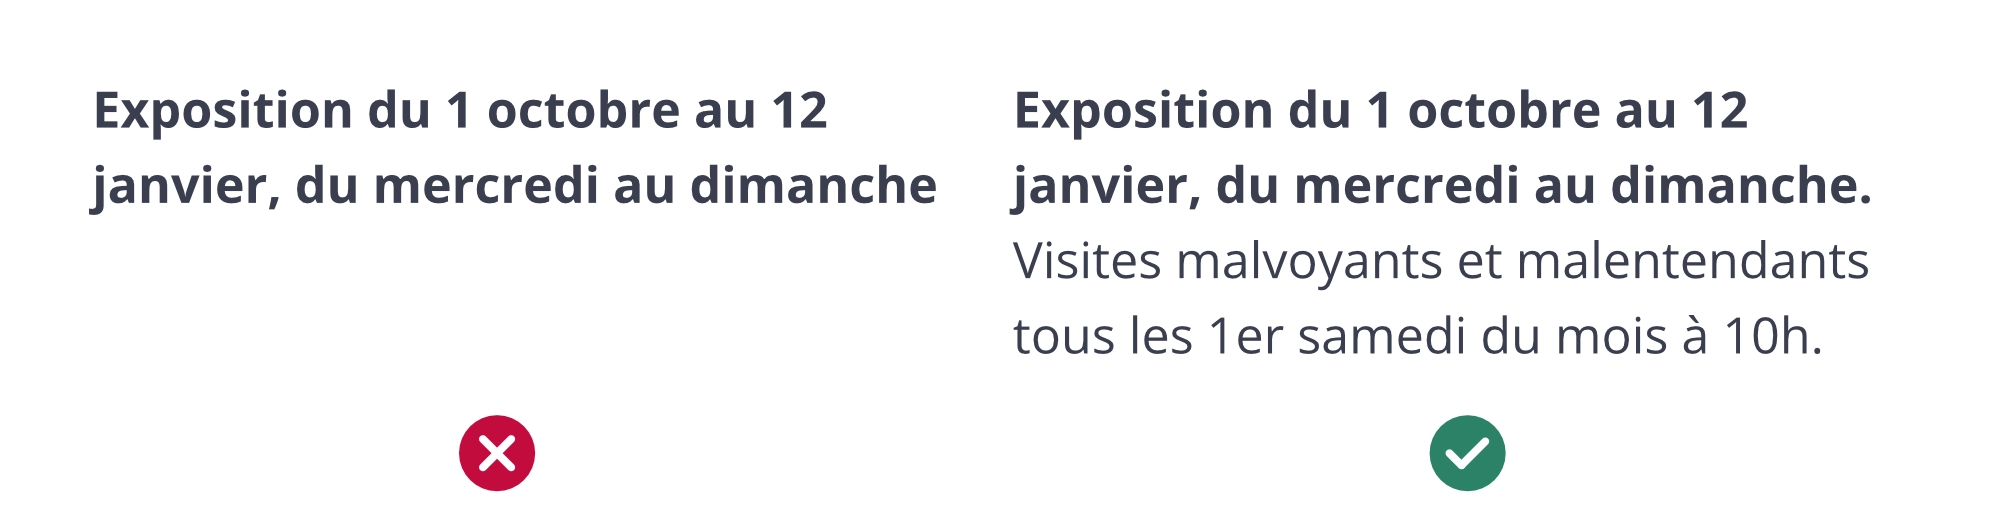 Exposition du 1 octobre au 12
janvier, du mercredi au dimanche
Exposition du 1 octobre au 12
janvier, du mercredi au dimanche.
Visites malvoyants et malentendants
tous les 1er samedi du mois à 10h.